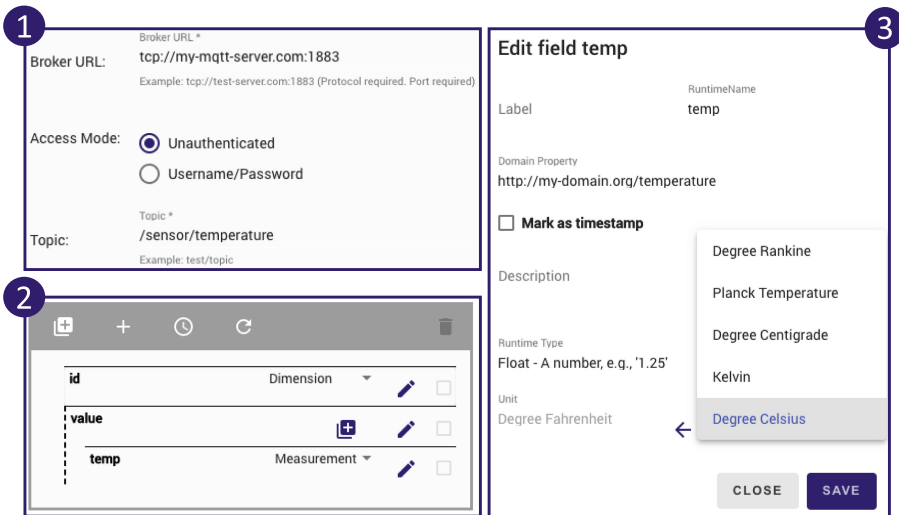 1
Broker URL *
Broker URL:
tcp://my-mqtt-server.com:1883
Example: tcp://test-server.com:1883 (Protocol required. Port required)
Access Mode:
Unauthenticated
Username/Password
Topic *
Topic:
/sensor/temperature
Example: test/topic
2
id Dimension
value
temp Measurement
3
Edit field temp
RuntimeName
Label temp
Domain Property
http://my-domain.org/temperature
Mark as timestamp
Description
Runtime Type
Float - A number, e.g., '1.25'
Unit
Degree Fahrenheit
Degree Rankine
Planck Temperature
Degree Centigrade
Kelvin
Degree Celsius
CLOSE SAVE